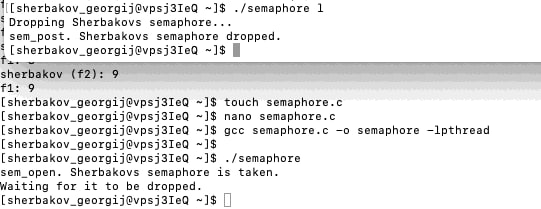 [sherbakov_georgij@vpsj3IeQ ~]$ ./semaphore l
Dropping Sherbakovs semaphore...
sem_post. Sherbakovs semaphore dropped.
[sherbakov_georgij@vpsj3IeQ ~]$
sherbakov (f2): 9
f1: 9
[sherbakov_georgij@vpsj3IeQ ~]$ touch semaphore.c
[sherbakov_georgij@vpsj3IeQ ~]$ nano semaphore.c
[sherbakov_georgij@vpsj3IeQ ~]$ gcc semaphore.c -o semaphore -lpthread
[sherbakov_georgij@vpsj3IeQ ~]$
[sherbakov_georgij@vpsj3IeQ ~]$ ./semaphore
sem_open. Sherbakovs semaphore is taken.
Waiting for it to be dropped.
[sherbakov_georgij@vpsj3IeQ ~]$